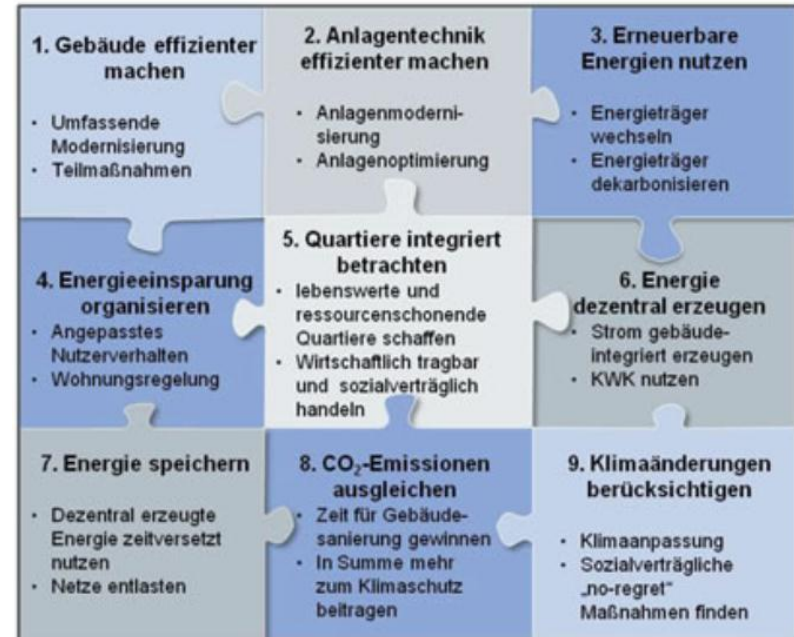 1. Gebäude effizienter
machen
• Umfassende
Modernisierung
• Teilmaßnahmen
2. Anlagentechnik
effizienter machen
• Anlagenmoderni-
sierung
• Anlagenoptimierung
3. Erneuerbare
Energien nutzen
• Energieträger
wechseln
• Energieträger
dekarbonisieren
4. Energieeinsparung
organisieren
• Angepasstes
Nutzerverhalten
• Wohnungsregelung
5. Quartiere integriert
betrachten
• lebenswerte und
ressourcenschonende
Quartiere schaffen
• Wirtschaftlich tragbar
und sozialverträglich
handeln
6. Energie
dezentral erzeugen
• Strom gebäude-
integriert erzeugen
• KWK nutzen
7. Energie speichern
• Dezentral erzeugte
Energie zeitversetzt
nutzen
• Netze entlasten
8. CO₂-Emissionen
ausgleichen
• Zeit für Gebäude-
sanierung gewinnen
• In Summe mehr
zum Klimaschutz
beitragen
9. Klimaänderungen
berücksichtigen
• Klimaanpassung
• Sozialverträgliche
„no-regret“
Maßnahmen finden